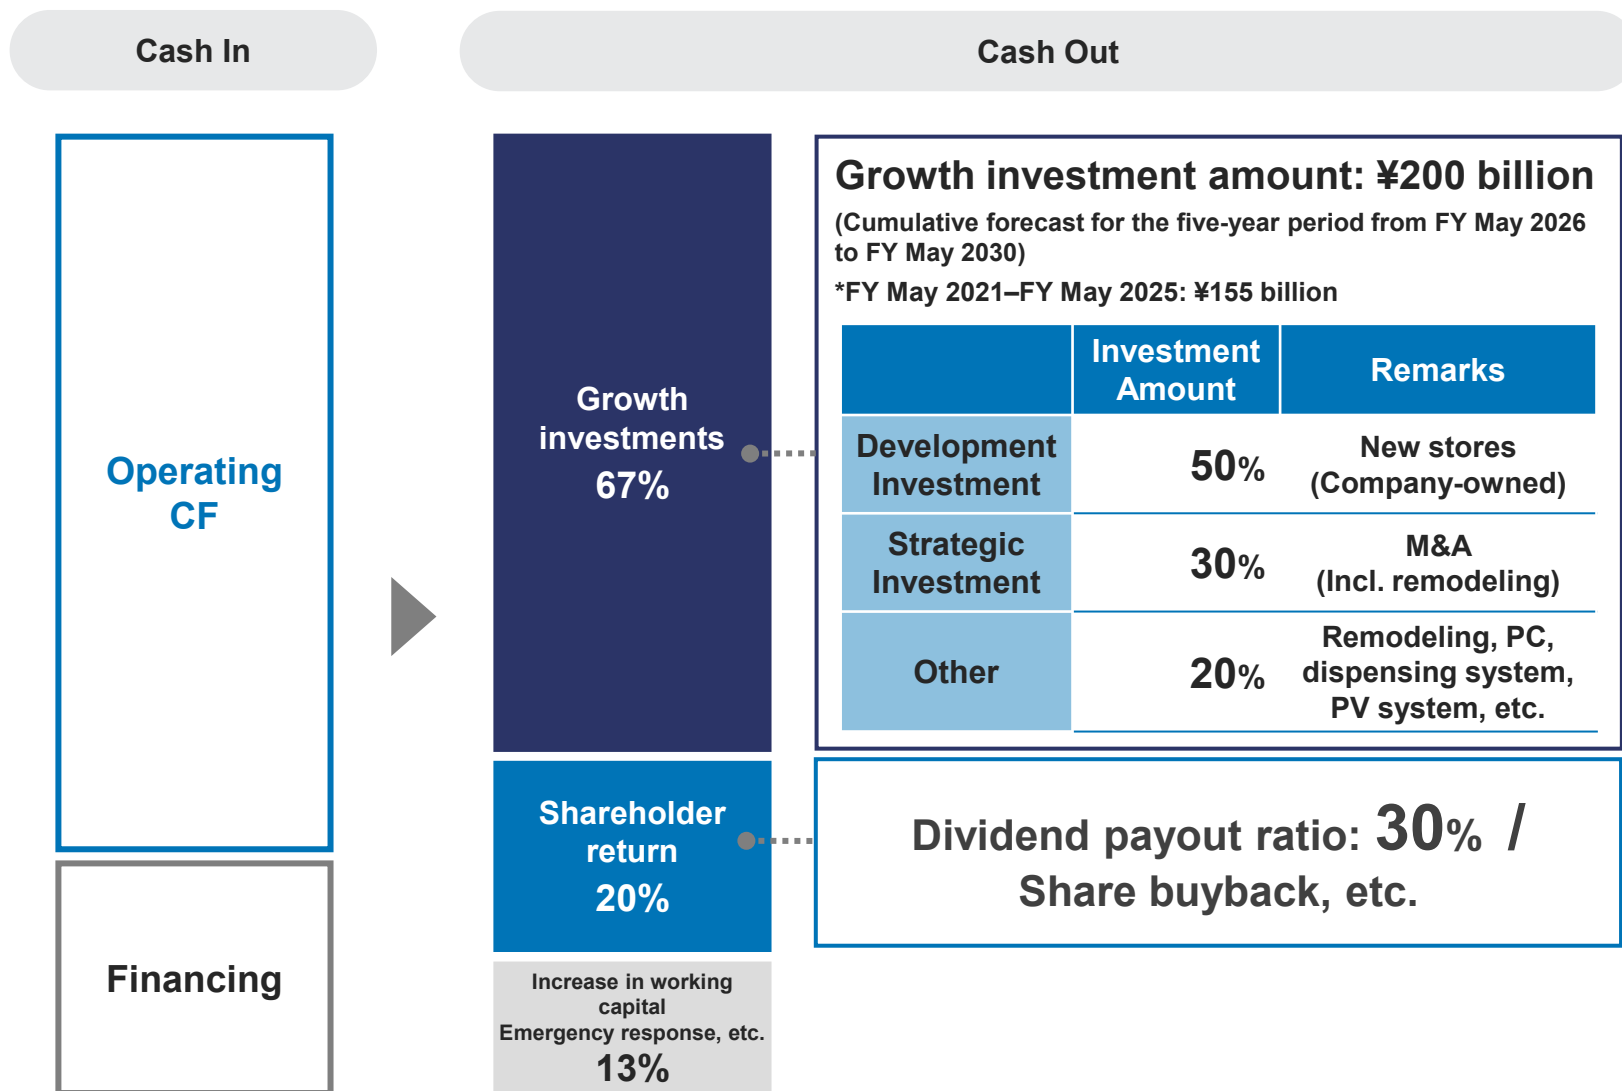 Cash In
Cash Out
Operating
CF
Financing
Growth
investments
67%
Shareholder
return
20%
Increase in working
capital
Emergency response, etc.
13%
Growth investment amount: ¥200 billion
(Cumulative forecast for the five-year period from FY May 2026
to FY May 2030)
*FY May 2021–FY May 2025: ¥155 billion
Investment
Amount
Remarks
Development
Investment
50%
New stores
(Company-owned)
Strategic
Investment
30%
M&A
(Incl. remodeling)
Other
20%
Remodeling, PC,
dispensing system,
PV system, etc.
Dividend payout ratio: 30% /
Share buyback, etc.